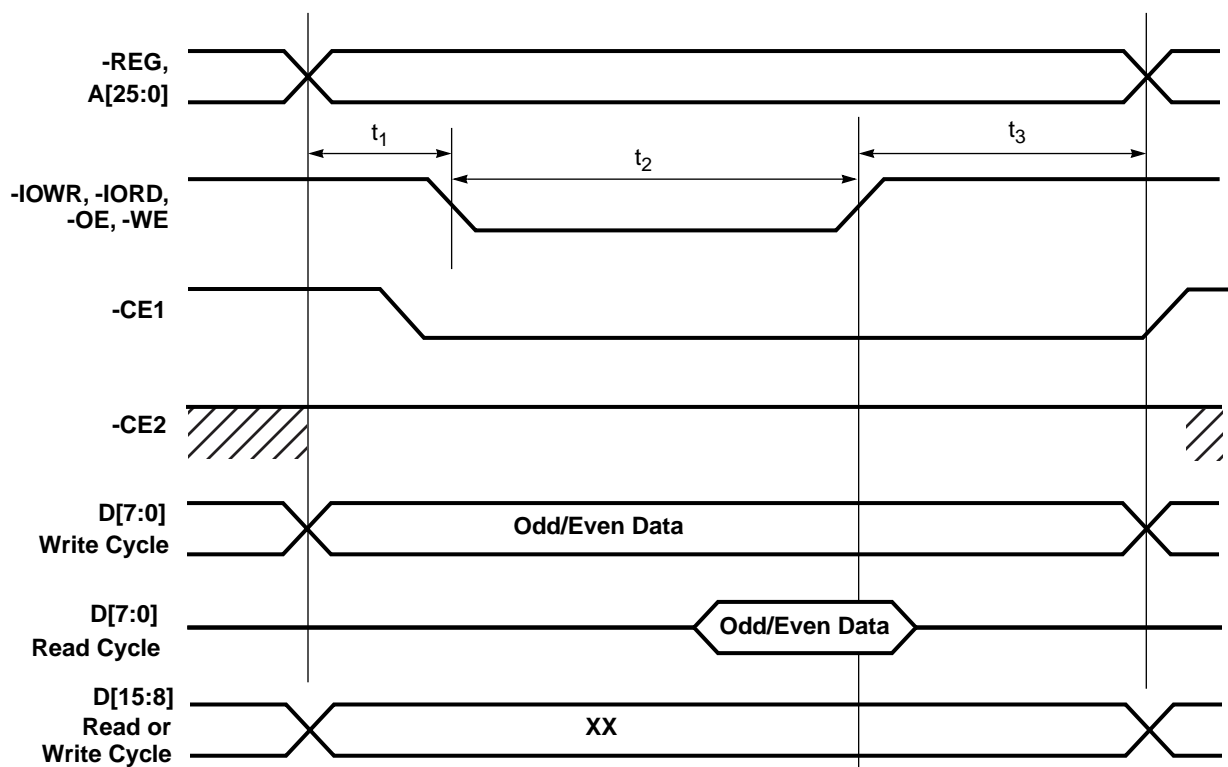 -REG,
A[25:0]
t1
t2
t3
-IOWR, -IORD,
-OE, -WE
-CE1
-CE2
D[7:0]
Write Cycle
Odd/Even Data
D[7:0]
Read Cycle
Odd/Even Data
D[15:8]
Read or
Write Cycle
XX